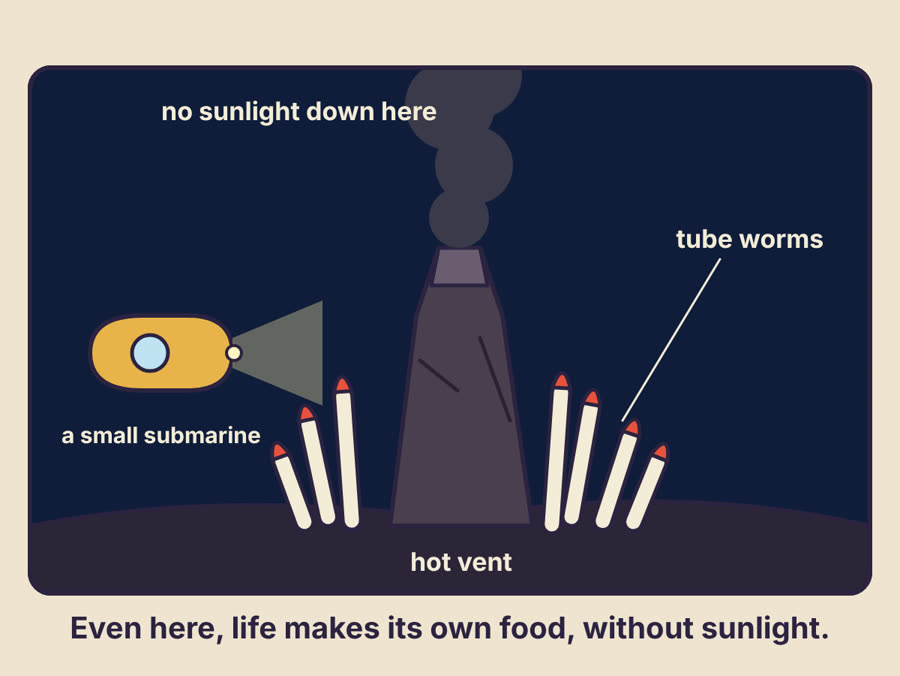 no sunlight down here
tube worms
a small submarine
hot vent
Even here, life makes its own food, without sunlight.